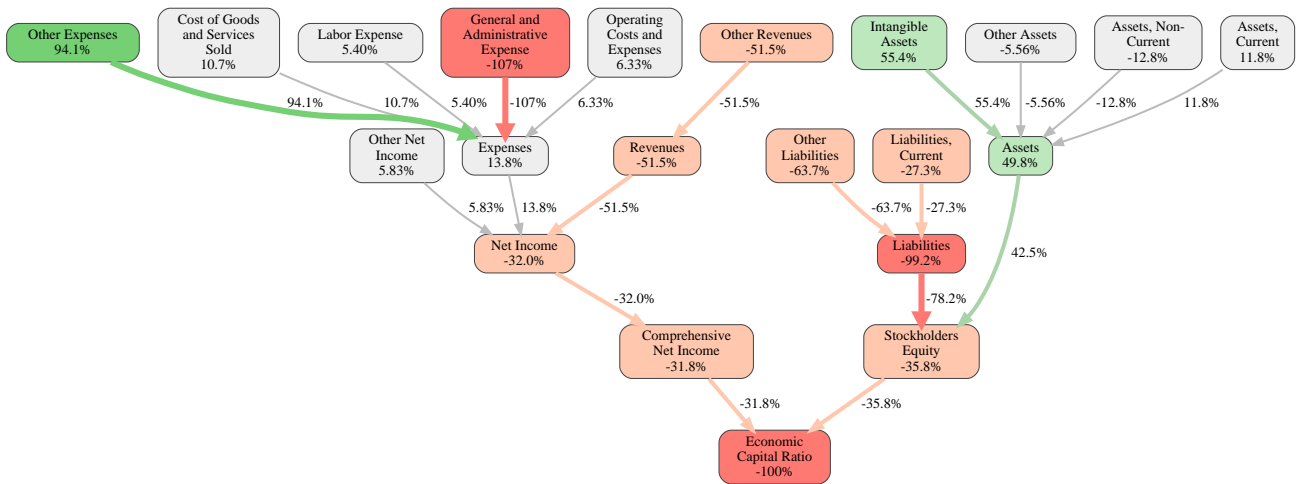 Other Expenses
94.1%
Cost of Goods
and Services
Sold
10.7%
Labor Expense
5.40%
General and
Administrative
Expense
-107%
Operating
Costs and
Expenses
6.33%
Other Revenues
-51.5%
Intangible
Assets
55.4%
Other Assets
-5.56%
Assets, Non-
Current
-12.8%
Assets,
Current
11.8%
94.1%
10.7%
5.40%
-107%
6.33%
-51.5%
55.4%
-5.56%
-12.8%
11.8%
Other Net
Income
5.83%
Expenses
13.8%
Revenues
-51.5%
Other
Liabilities
-63.7%
Liabilities,
Current
-27.3%
Assets
49.8%
5.83%
13.8%
-51.5%
-63.7%
-27.3%
Net Income
-32.0%
Liabilities
-99.2%
42.5%
-32.0%
-78.2%
Comprehensive
Net Income
-31.8%
Stockholders
Equity
-35.8%
-31.8%
-35.8%
Economic
Capital Ratio
-100%